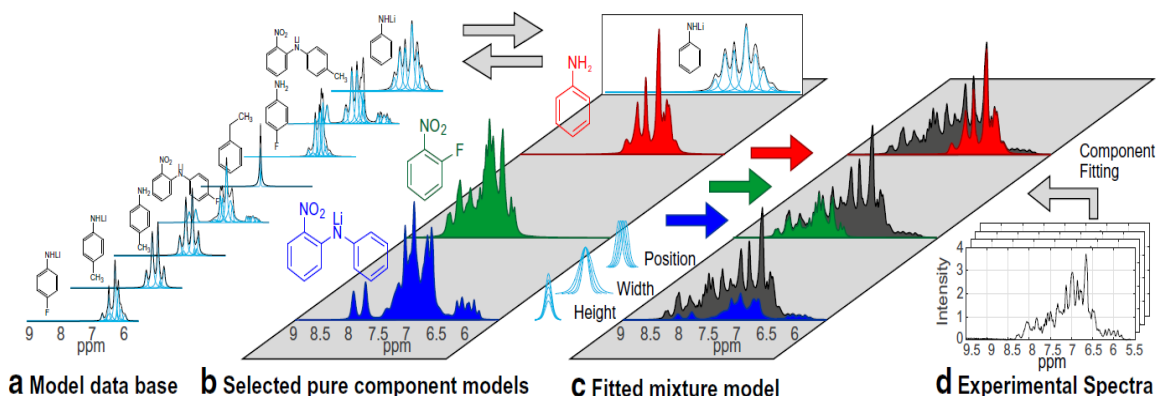 NO₂
Li
N
CH₃
NH₂
F
CH₃
NO₂
Li
N
F
NH₂
CH₃
NHLi
CH₃
NHLi
F
9 8 7 6
ppm
a Model data base
NHLi
NH₂
NHLi
NO₂
F
NO₂
Li
N
9 8.5 8 7.5 7 6.5 6
ppm
b Selected pure component models
Position
Width
Height
9 8.5 8 7.5 7 6.5 6
ppm
c Fitted mixture model
Component
Fitting
Intensity
4
3
2
1
0
9.5 9 8.5 8 7.5 7 6.5 6 5.5
ppm
d Experimental Spectra